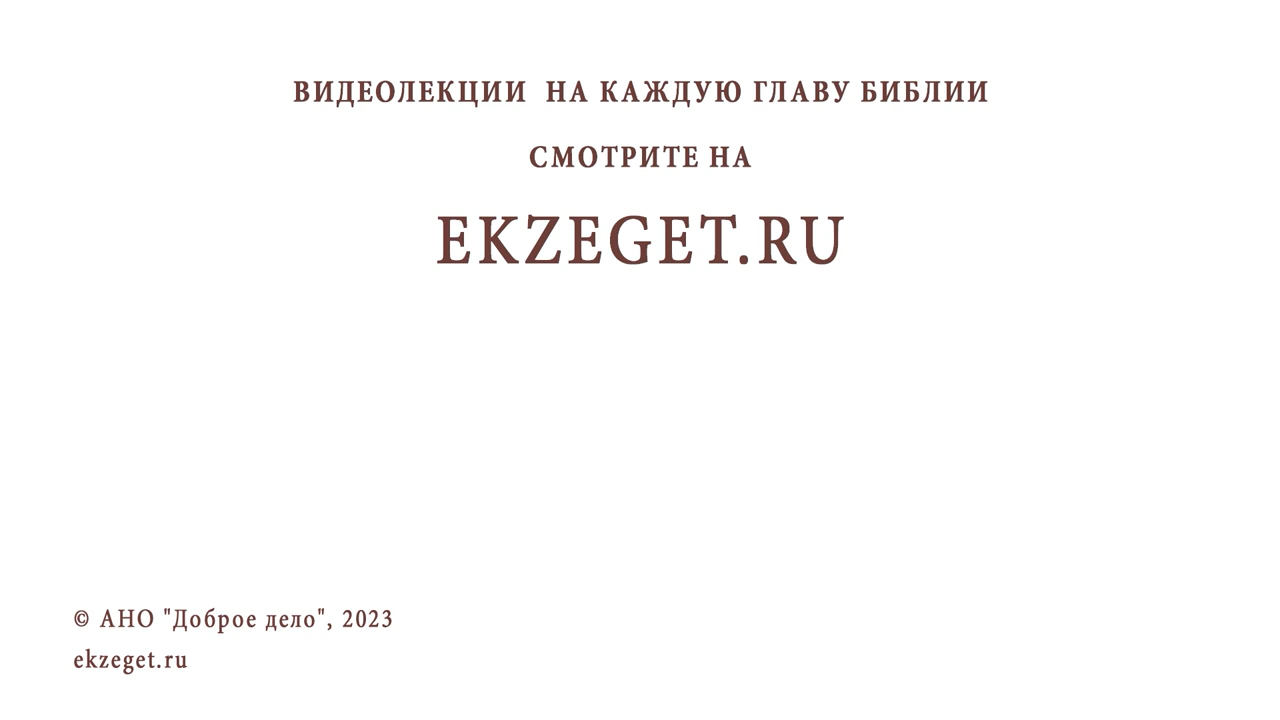 ВИДЕОЛЕКЦИИ НА КАЖДУЮ ГЛАВУ БИБЛИИ
СМОТРИТЕ НА
EKZEGET.RU
© АНО "Доброе дело", 2023
ekzeget.ru